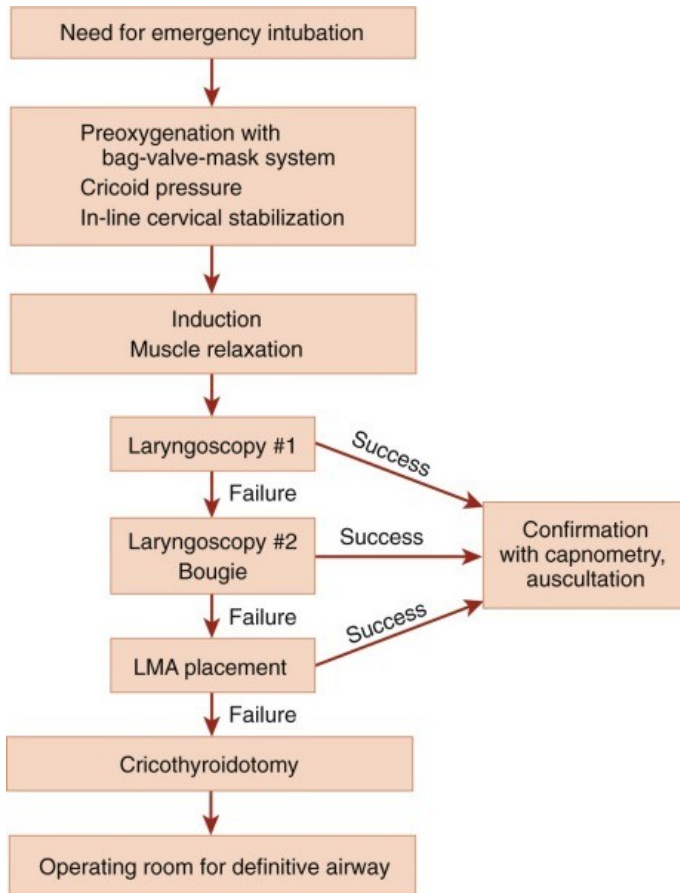 Need for emergency intubation
Preoxygenation with
bag-valve-mask system
Cricoid pressure
In-line cervical stabilization
Induction
Muscle relaxation
Laryngoscopy #1
Success
Failure
Laryngoscopy #2
Bougie
Success
Confirmation
with capnometry,
auscultation
Failure
Success
LMA placement
Failure
Cricothyroidotomy
Operating room for definitive airway